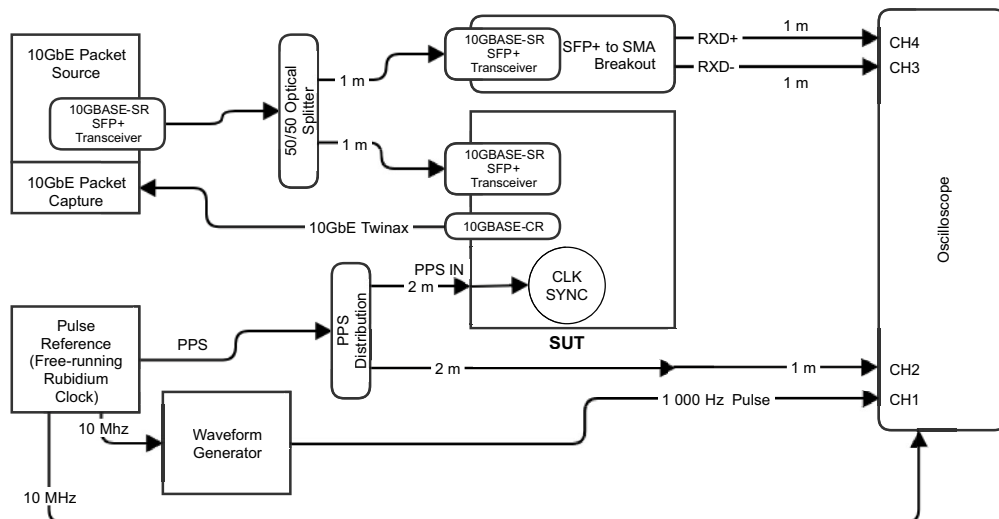 10GbE Packet
Source
10GBASE-SR
SFP+
Transceiver
10GbE Packet
Capture
50/50 Optical
Splitter
1 m
1 m
10GBASE-SR
SFP+
Transceiver
SFP+ to SMA
Breakout
RXD+
1 m
RXD-
1 m
CH4
CH3
10GBASE-SR
SFP+
Transceiver
10GBASE-CR
10GbE Twinax
CLK
SYNC
SUT
Oscilloscope
PPS IN
2 m
PPS
Distribution
PPS
Pulse
Reference
(Free-running
Rubidium
Clock)
2 m
1 m
CH2
CH1
1 000 Hz Pulse
10 Mhz
Waveform
Generator
10 MHz